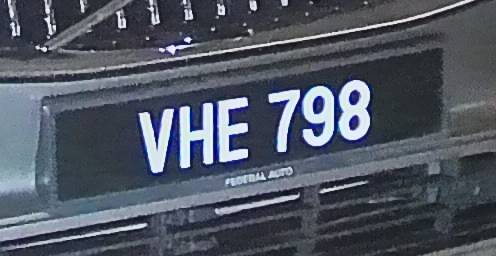 VHE 798
FEDERAL AUTO